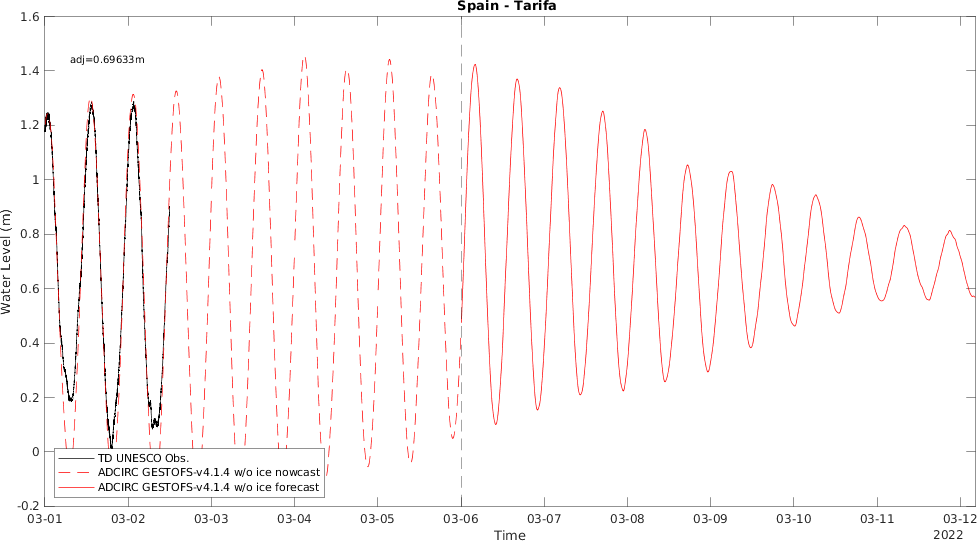 Spain - Tarifa
adj=0.69633m
1.6
1.4
1.2
1
0.8
0.6
0.4
0.2
0
-0.2
Water Level (m)
TD UNESCO Obs.
ADCIRC GESTOFS-v4.1.4 w/o ice nowcast
ADCIRC GESTOFS-v4.1.4 w/o ice forecast
03-01 03-02 03-03 03-04 03-05 03-06 03-07 03-08 03-09 03-10 03-11 03-12
Time
2022